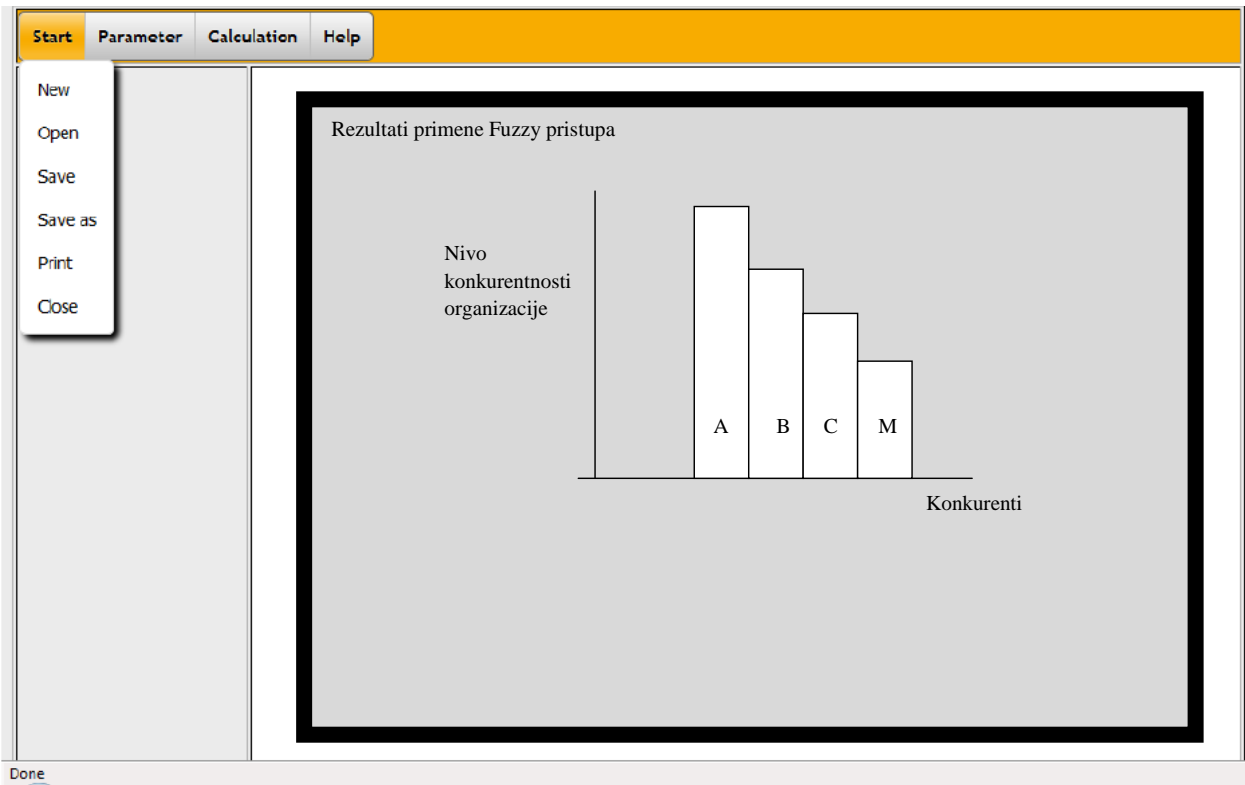 Start Parameter Calculation Help
New
Open
Save
Save as
Print
Close
Rezultati primene Fuzzy pristupa
Nivo
konkurentnosti
organizacije
A B C M
Konkurenti
Done